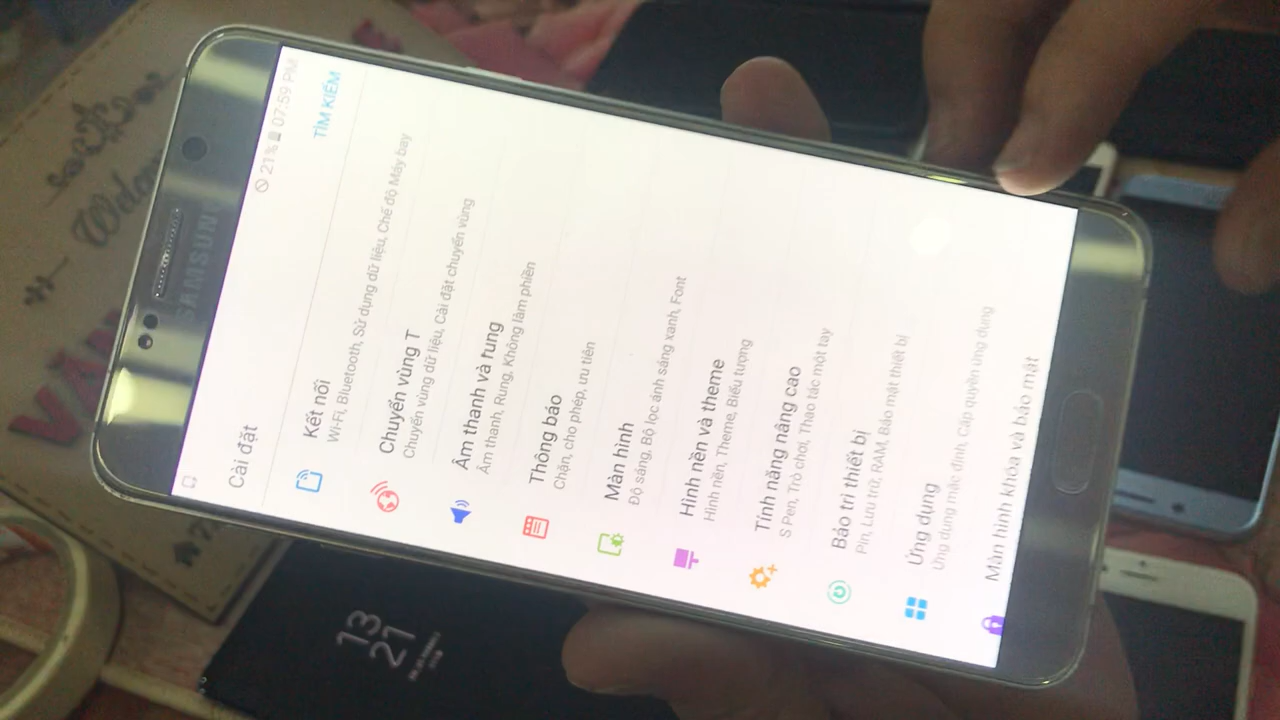 SAMSUNG
21% 07:59 PM
Cài đặt
TÌM KIẾM
Kết nối
Wi-Fi, Bluetooth, Sử dụng dữ liệu, Chế độ Máy bay
Chuyển vùng T
Chuyển vùng dữ liệu, Cài đặt chuyển vùng
Âm thanh và rung
Âm thanh, Rung, Không làm phiền
Thông báo
Chặn, cho phép, ưu tiên
Màn hình
Độ sáng, Bộ lọc ánh sáng xanh, Font
Hình nền và theme
Hình nền, Theme, Biểu tượng
Tính năng nâng cao
S Pen, Trò chơi, Thao tác một tay
Bảo trì thiết bị
Pin, Lưu trữ, RAM, Bảo mật thiết bị
Ứng dụng
Ứng dụng mặc định, Cấp quyền ứng dụng
Màn hình khóa và bảo mật
13
21